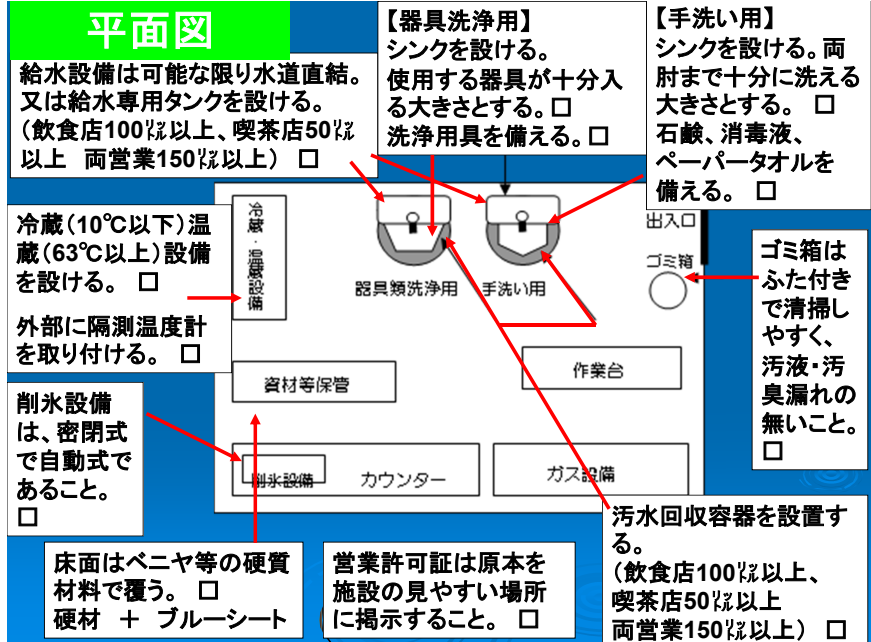 平面図
給水設備は可能な限り水道直結。
又は給水専用タンクを設ける。
（飲食店100㍑以上、喫茶店50㍑
以上　両営業150㍑以上）　□
【器具洗浄用】
シンクを設ける。
使用する器具が十分入
る大きさとする。□
洗浄用具を備える。□
【手洗い用】
シンクを設ける。両
肘まで十分に洗える
大きさとする。　□
石鹸、消毒液、
ペーパータオルを
備える。　□
冷蔵（10℃以下）温
蔵（63℃以上）設備
を設ける。　□
外部に隔測温度計
を取り付ける。　□
冷蔵・温蔵設備
器具類洗浄用
手洗い用
出入口
ゴミ箱
ゴミ箱は
ふた付き
で清掃し
やすく、
汚液・汚
臭漏れの
無いこと。
□
資材等保管
作業台
削氷設備
は、密閉式
で自動式で
あること。
□
削氷設備
カウンター
ガス設備
床面はベニヤ等の硬質
材料で覆う。　□
硬材　＋　ブルーシート
営業許可証は原本を
施設の見やすい場所
に掲示すること。　□
汚水回収容器を設置す
る。
（飲食店100㍑以上、
喫茶店50㍑以上
両営業150㍑以上）　□